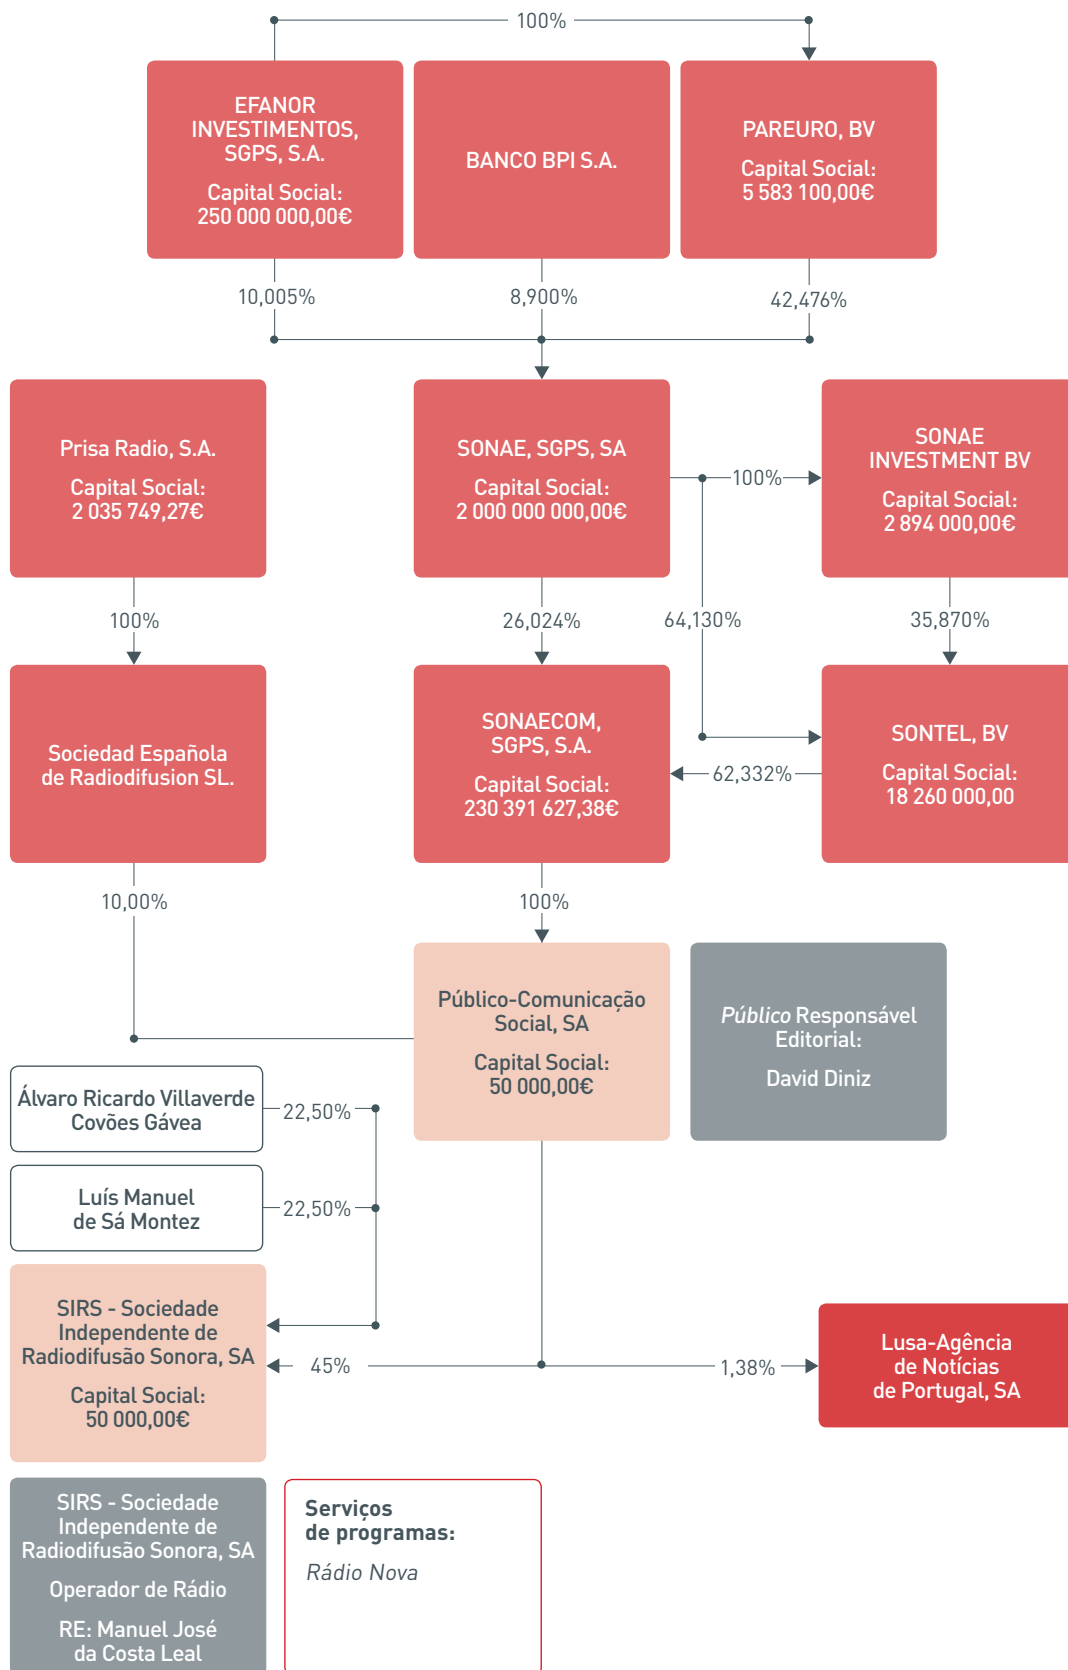 100%
EFANOR
INVESTIMENTOS,
SGPS, S.A.
Capital Social:
250 000 000,00€
BANCO BPI S.A.
PAREURO, BV
Capital Social:
5 583 100,00€
10,005%
8,900%
42,476%
Prisa Radio, S.A.
Capital Social:
2 035 749,27€
SONAE, SGPS, SA
Capital Social:
2 000 000 000,00€
100%
SONAE
INVESTMENT BV
Capital Social:
2 894 000,00€
100%
26,024%
64,130%
35,870%
Sociedad Española
de Radiodifusion SL.
SONAECOM,
SGPS, S.A.
Capital Social:
230 391 627,38€
62,332%
SONTEL, BV
Capital Social:
18 260 000,00
10,00%
100%
Público-Comunicação
Social, SA
Capital Social:
50 000,00€
Público Responsável
Editorial:
David Diniz
Álvaro Ricardo Villaverde
Covões Gávea
22,50%
Luís Manuel
de Sá Montez
22,50%
SIRS - Sociedade
Independente de
Radiodifusão Sonora, SA
Capital Social:
50 000,00€
45%
1,38%
Lusa-Agência
de Notícias
de Portugal, SA
SIRS - Sociedade
Independente de
Radiodifusão Sonora, SA
Operador de Rádio
RE: Manuel José
da Costa Leal
Serviços
de programas:
Rádio Nova